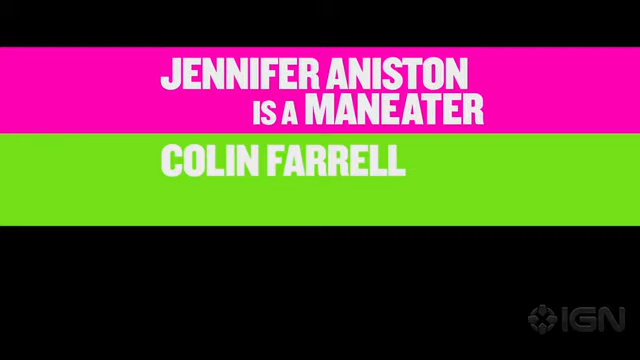 JENNIFER ANISTON
IS A MANEATER
COLIN FARRELL
IGN